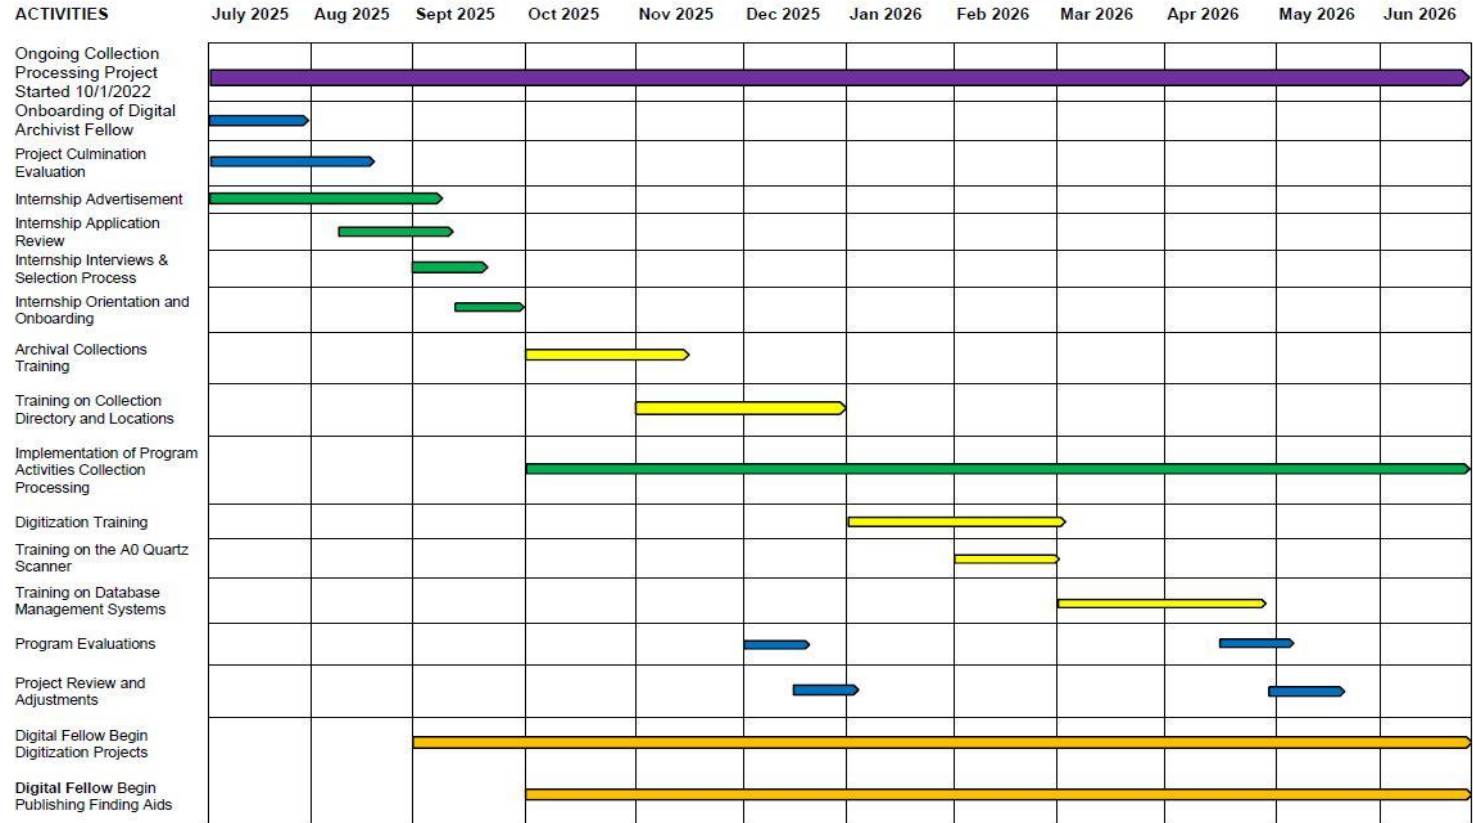 ACTIVITIES July 2025 Aug 2025 Sept 2025 Oct 2025 Nov 2025 Dec 2025 Jan 2026 Feb 2026 Mar 2026 Apr 2026 May 2026 Jun 2026
Ongoing Collection
Processing Project
Started 10/1/2022
Onboarding of Digital
Archivist Fellow
Project Culmination
Evaluation
Internship Advertisement
Internship Application
Review
Internship Interviews &
Selection Process
Internship Orientation and
Onboarding
Archival Collections
Training
Training on Collection
Directory and Locations
Implementation of Program
Activities Collection
Processing
Digitization Training
Training on the A0 Quartz
Scanner
Training on Database
Management Systems
Program Evaluations
Project Review and
Adjustments
Digital Fellow Begin
Digitization Projects
Digital Fellow Begin
Publishing Finding Aids